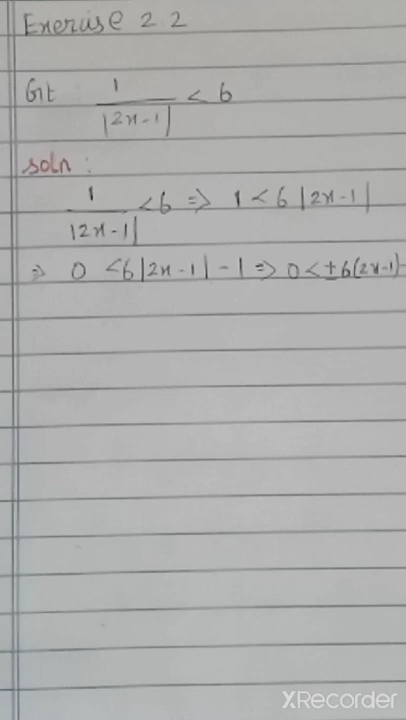 Exercise 2 2
Git 1/|2x-1| < 6
soln :
1/|2x-1| < 6 => 1 < 6 |2x-1|
=> 0 < 6|2x-1| - 1 => 0 < ±6(2x-1) -
XRecorder